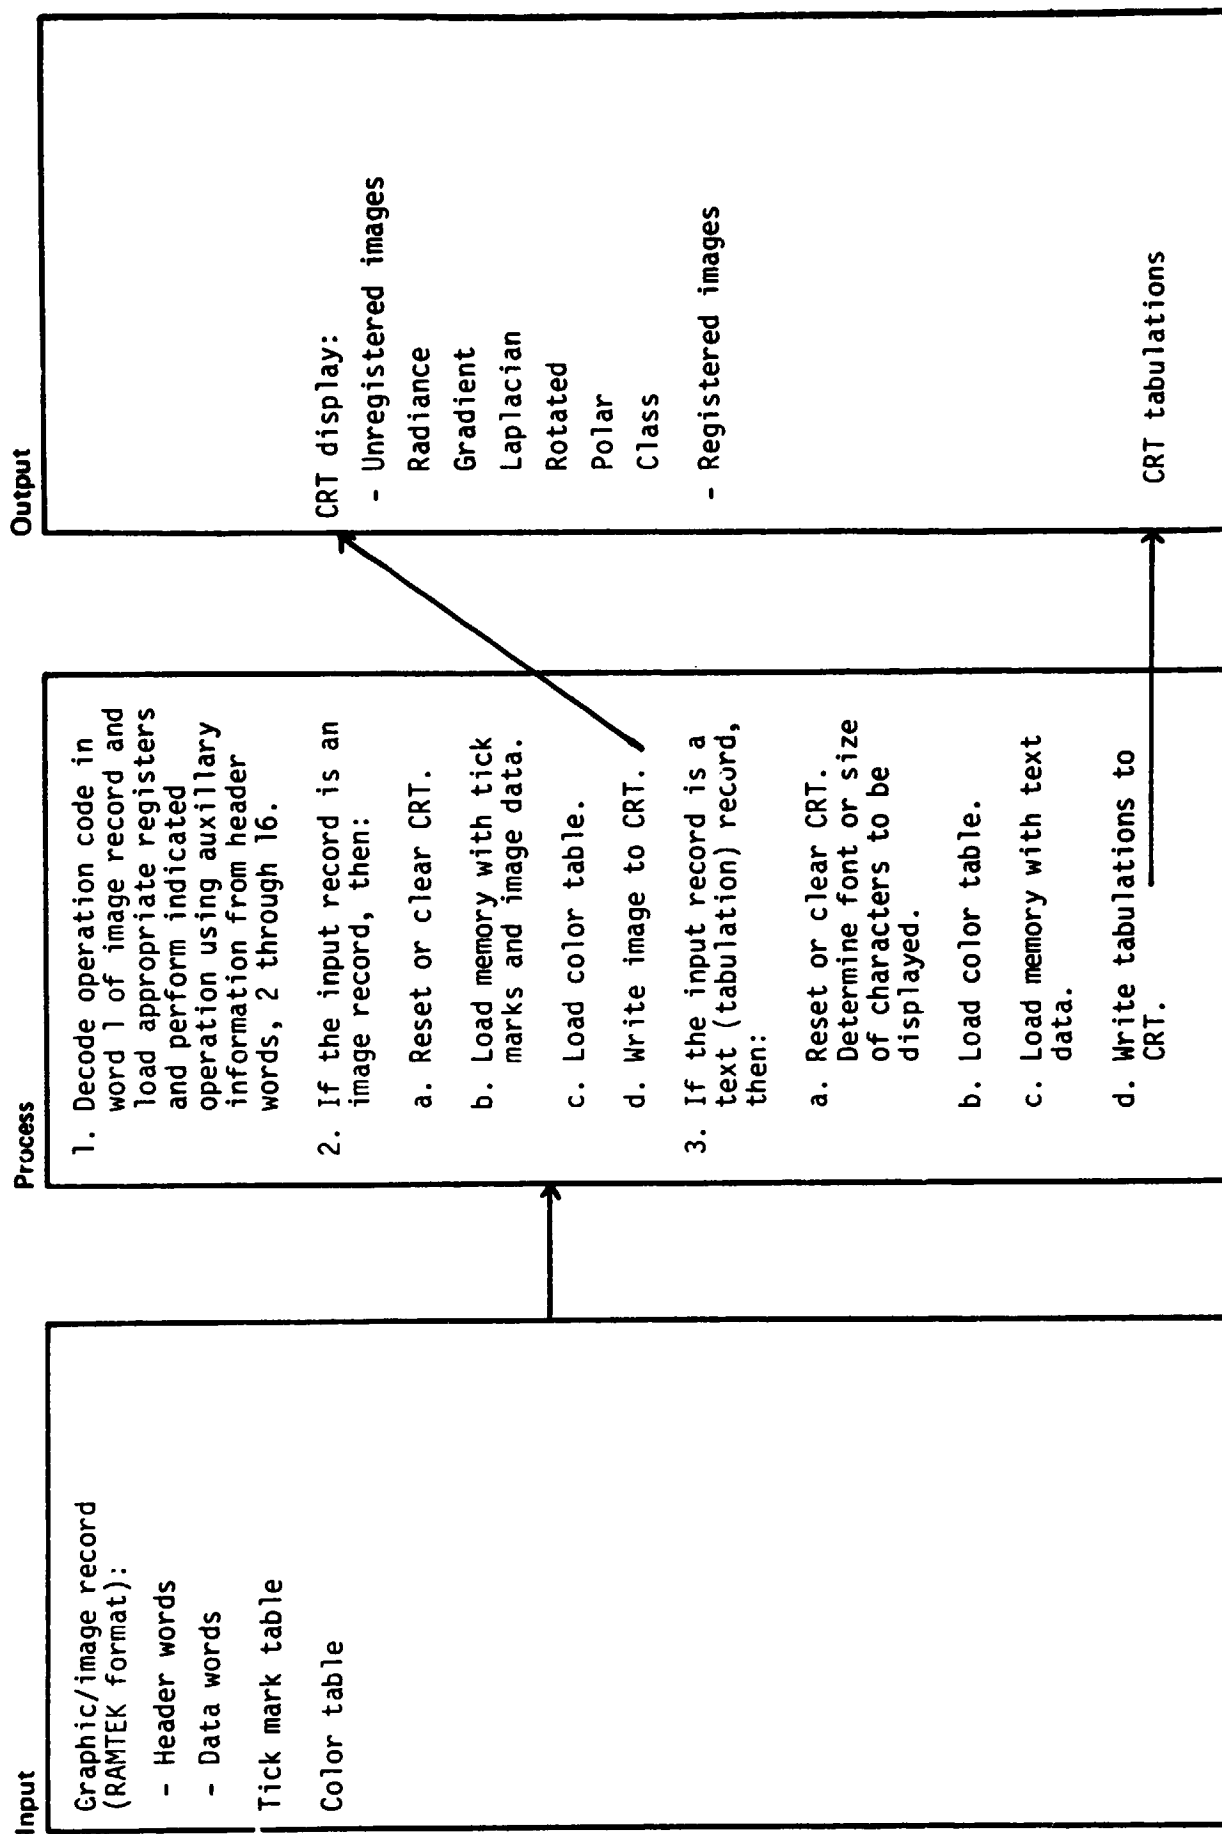 Input
Graphic/image record
(RAMTEK format):
- Header words
- Data words
Tick mark table
Color table
Process
1. Decode operation code in
word 1 of image record and
load appropriate registers
and perform indicated
operation using auxillary
information from header
words, 2 through 16.
2. If the input record is an
image record, then:
a. Reset or clear CRT.
b. Load memory with tick
marks and image data.
c. Load color table.
d. Write image to CRT.
3. If the input record is a
text (tabulation) record,
then:
a. Reset or clear CRT.
Determine font or size
of characters to be
displayed.
b. Load color table.
c. Load memory with text
data.
d. Write tabulations to
CRT.
Output
CRT display:
- Unregistered images
Radiance
Gradient
Laplacian
Rotated
Polar
Class
- Registered images
CRT tabulations